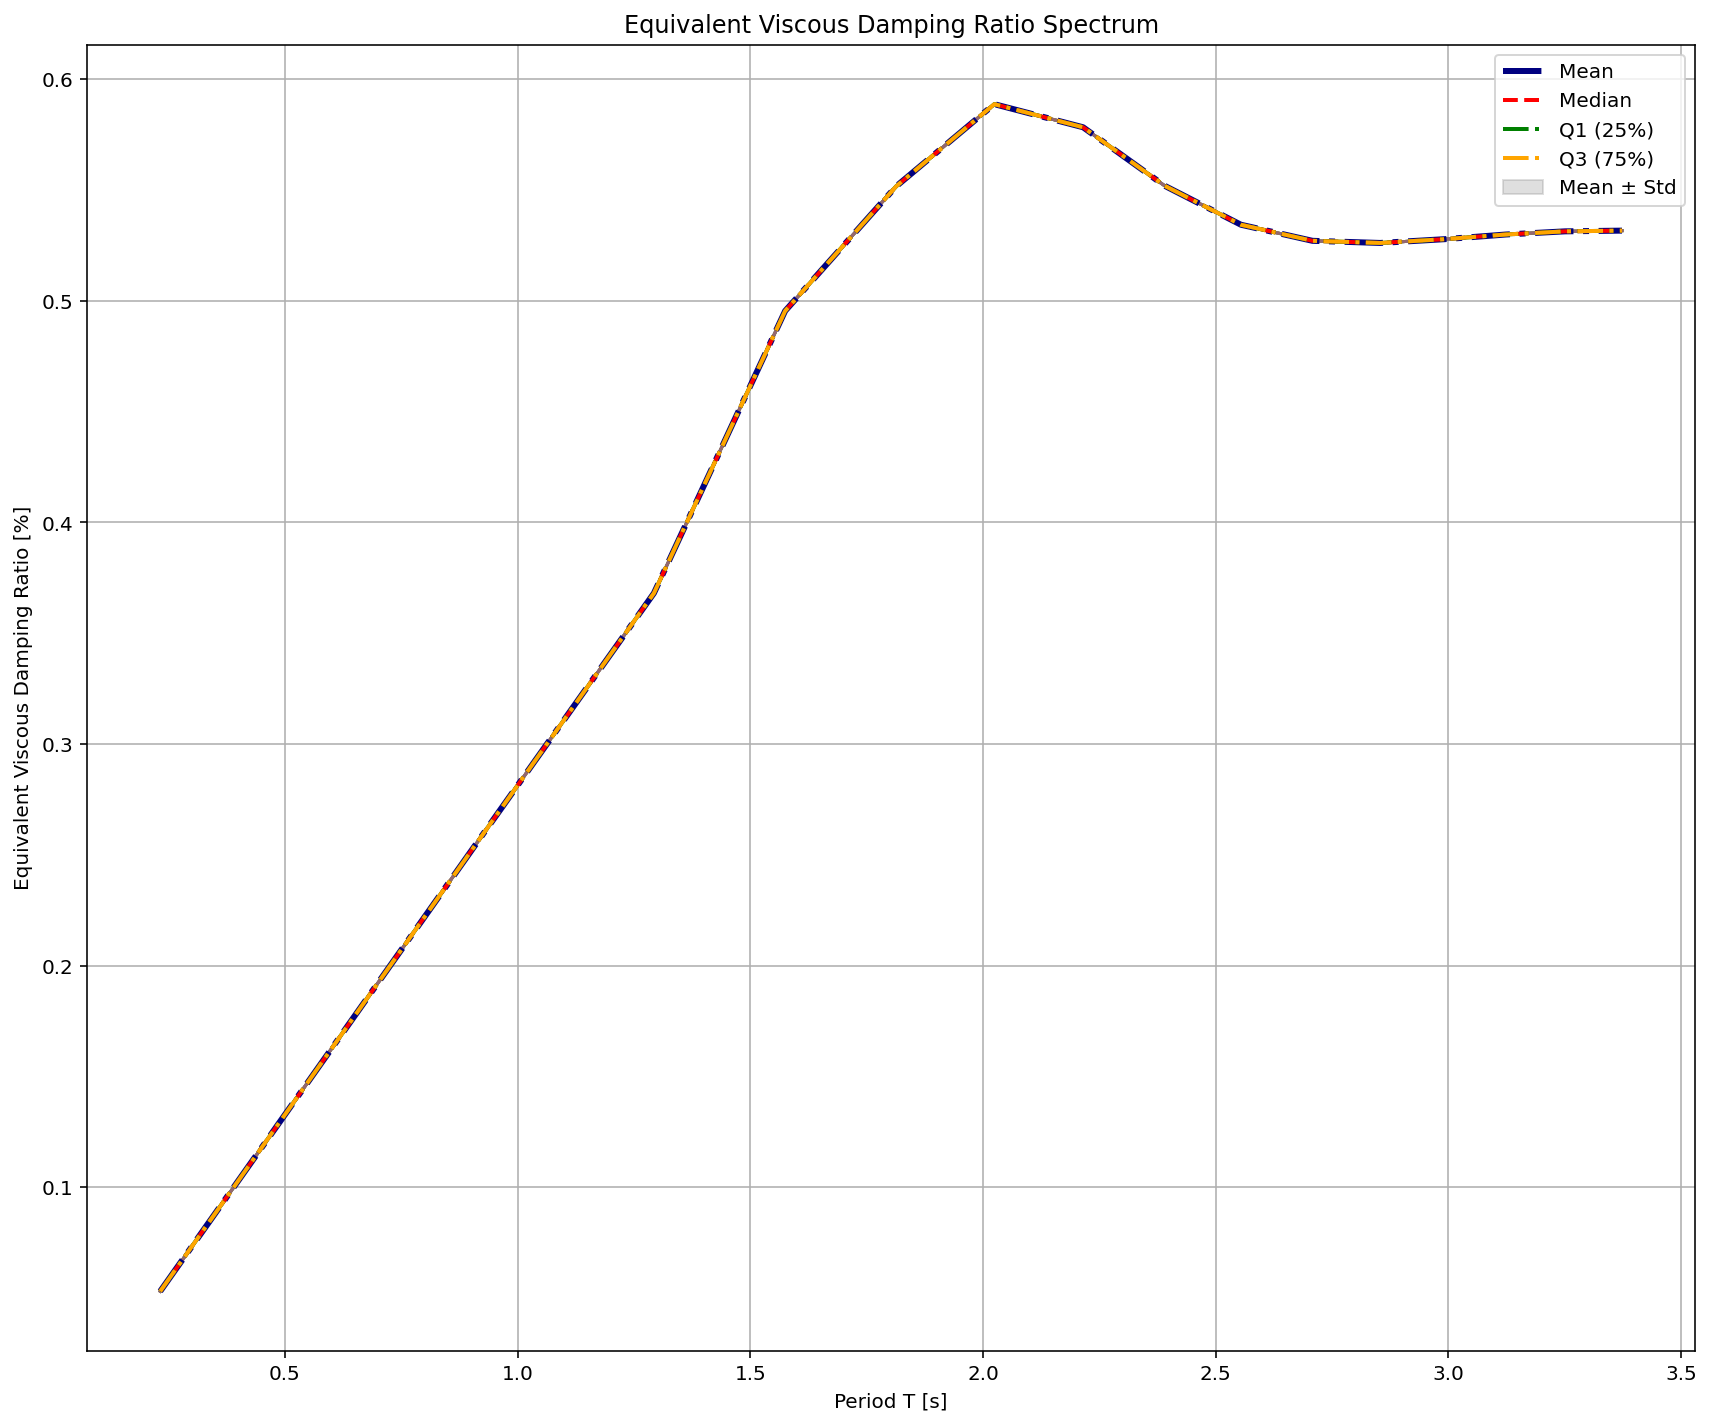 Equivalent Viscous Damping Ratio Spectrum
Equivalent Viscous Damping Ratio [%]
0.6
0.5
0.4
0.3
0.2
0.1
Mean
Median
Q1 (25%)
Q3 (75%)
Mean ± Std
0.5 1.0 1.5 2.0 2.5 3.0 3.5
Period T [s]